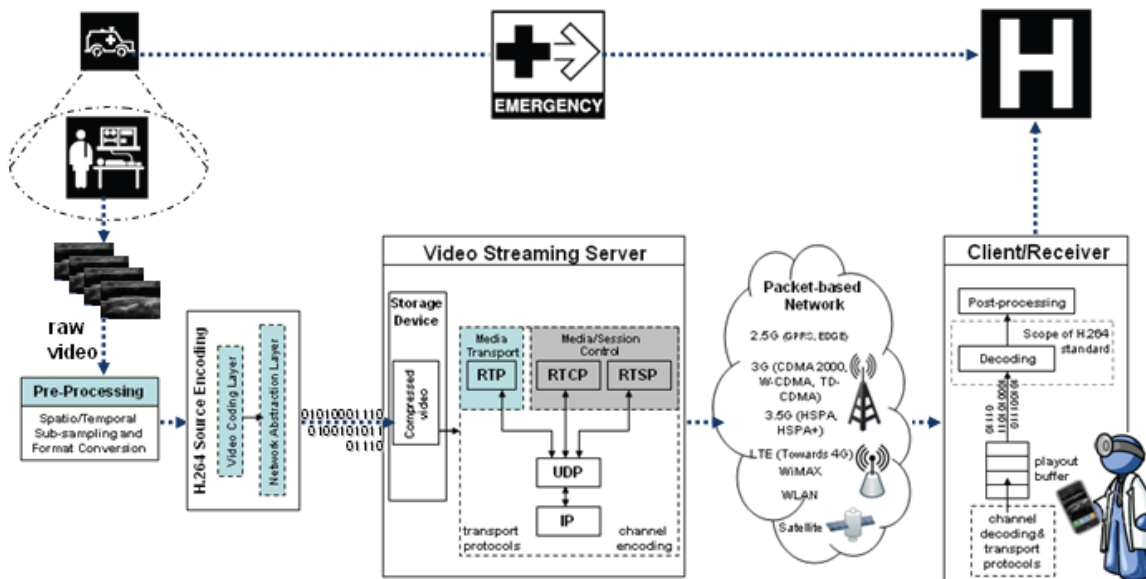 EMERGENCY
H
raw
video
Pre-Processing
Spatio/Temporal
Sub-sampling and
Format Conversion
H.264 Source Encoding
Video Coding Layer
Network Abstraction Layer
01010001110
0100101011
01110
Video Streaming Server
Storage
Device
Compressed
video
Media
Transport
RTP
Media/Session
Control
RTCP
RTSP
UDP
IP
transport
protocols
channel
encoding
Packet-based
Network
2.5G (GPRS, EDGE)
3G (CDMA 2000,
W-CDMA, TD-
CDMA)
3.5G (HSPA,
HSPA+)
LTE (Towards 4G)
WiMAX
WLAN
Satellite
Client/Receiver
Post-processing
Scope of H.264
standard
Decoding
01110
1101010001
011100101
playout
buffer
channel
decoding&
transport
protocols